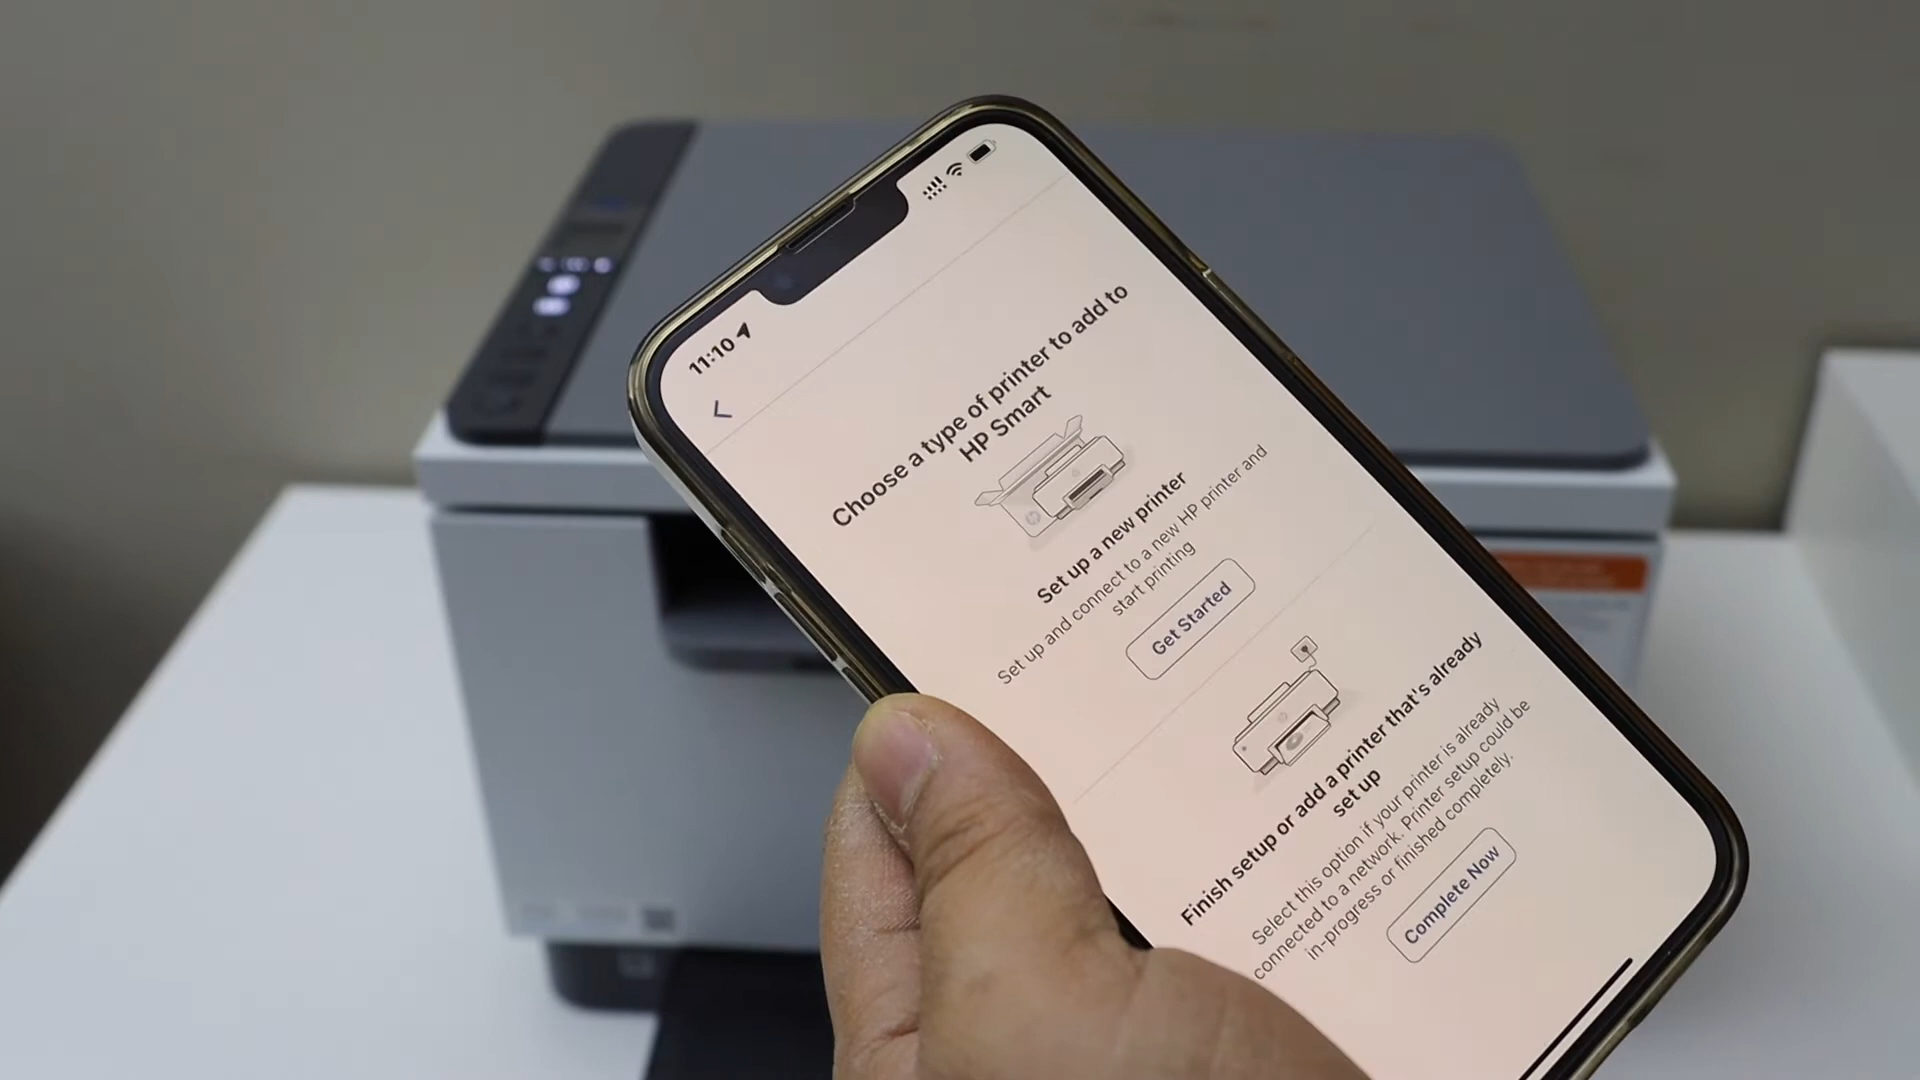 11:10
Choose a type of printer to add to
HP Smart
Set up a new printer
Set up and connect to a new HP printer and
start printing
Get Started
Finish setup or add a printer that's already
set up
Select this option if your printer is already
connected to a network. Printer setup could be
in-progress or finished completely.
Complete Now